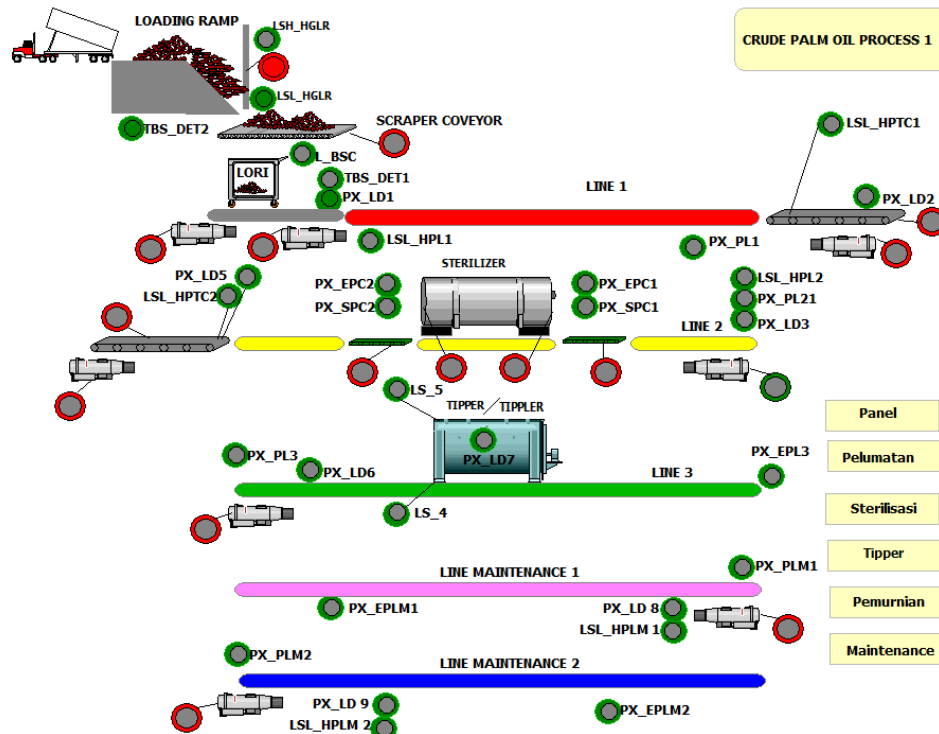 LOADING RAMP
LSH_HGLR
CRUDE PALM OIL PROCESS 1
LSL_HGLR
TBS_DET2
SCRAPER COVEYOR
LSL_HPTC1
L_BSC
LORI
TBS_DET1
PX_LD1
LINE 1
PX_LD2
LSL_HPL1
PX_PL1
PX_LD5
LSL_HPTC2
STERILIZER
PX_EPC2
PX_SPC2
PX_EPC1
PX_SPC1
LSL_HPL2
PX_PL21
PX_LD3
LINE 2
LS_5
TIPPER
TIPPLER
Panel
PX_PL3
PX_LD6
PX_LD7
LINE 3
PX_EPL3
Pelumatan
LS_4
Sterilisasi
Tipper
LINE MAINTENANCE 1
PX_PLM1
PX_EPLM1
PX_LD 8
LSL_HPLM 1
Pemurnian
Maintenance
PX_PLM2
LINE MAINTENANCE 2
PX_LD 9
LSL_HPLM 2
PX_EPLM2